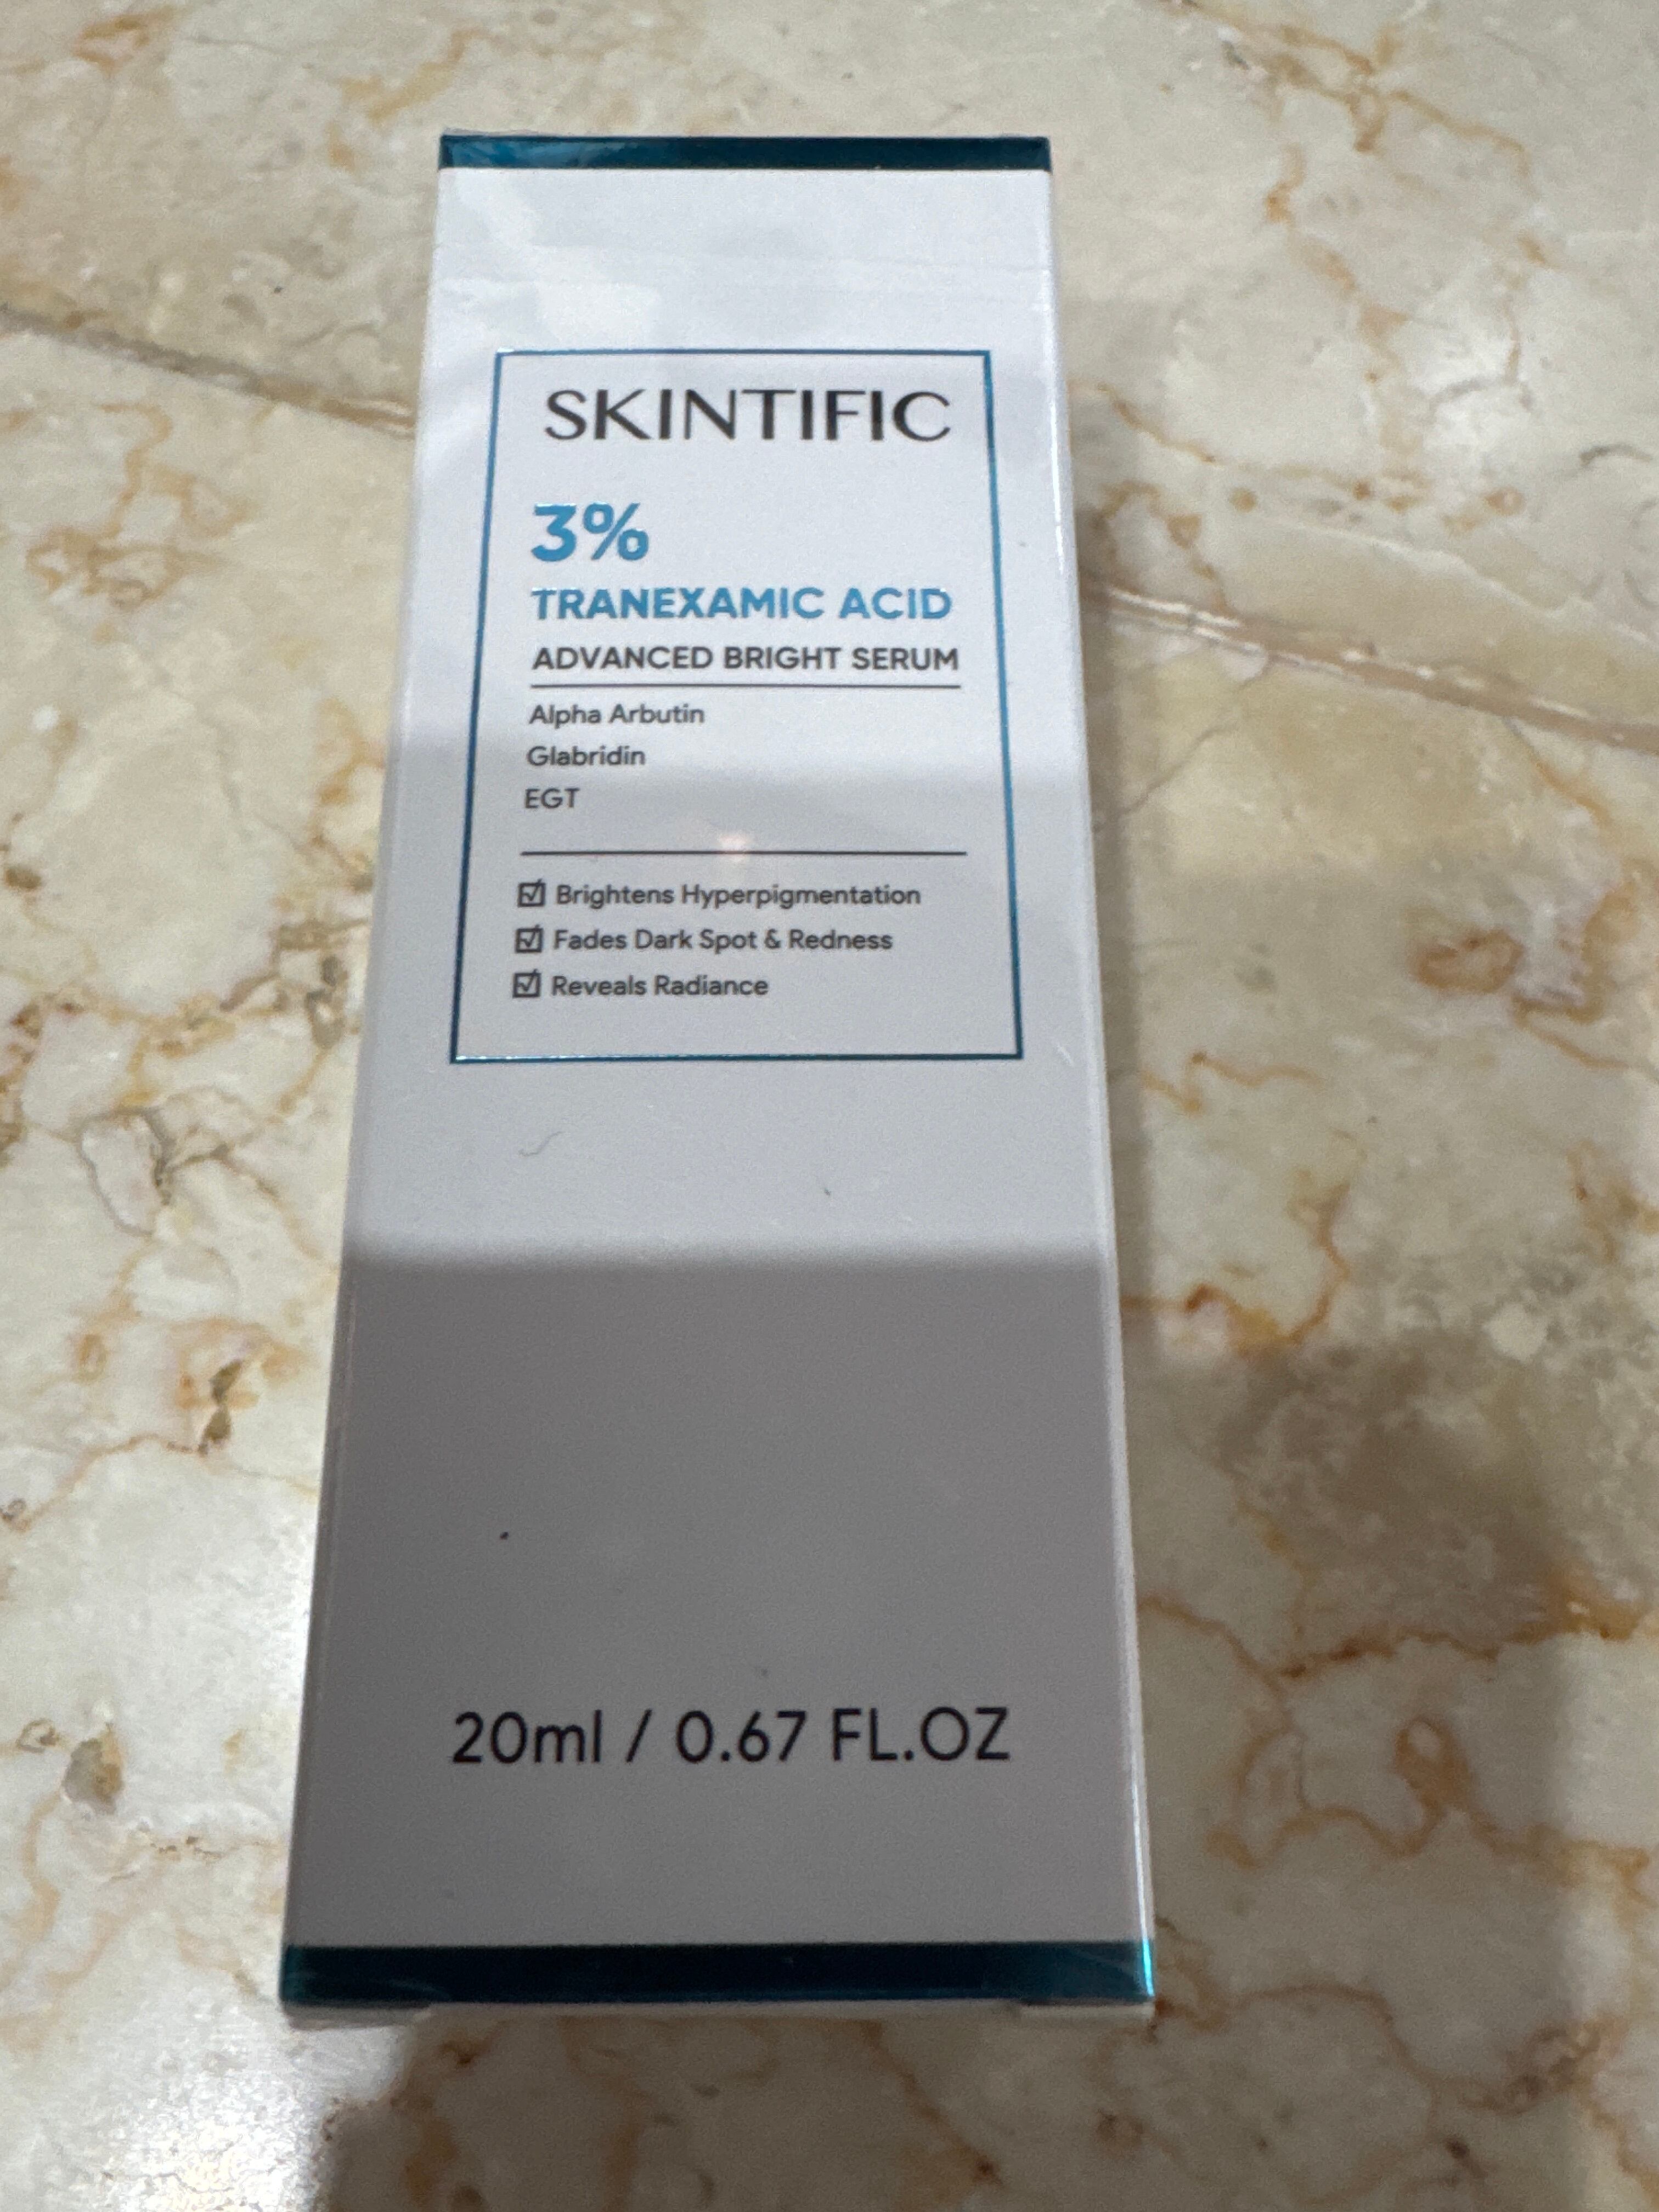 SKINTIFIC
3%
TRANEXAMIC ACID
ADVANCED BRIGHT SERUM
Alpha Arbutin
Glabridin
EGT
Brightens Hyperpigmentation
Fades Dark Spot & Redness
Reveals Radiance
20ml / 0.67 FL.OZ